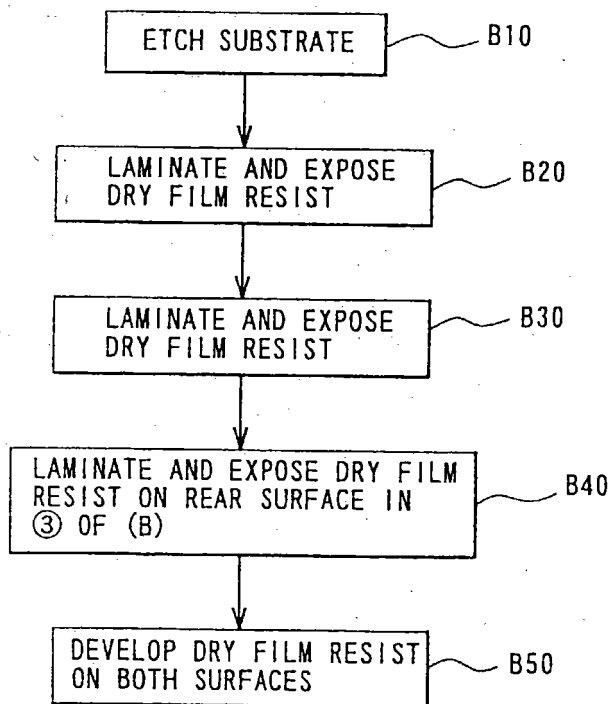 ETCH SUBSTRATE
B10
LAMINATE AND EXPOSE
DRY FILM RESIST
B20
LAMINATE AND EXPOSE
DRY FILM RESIST
B30
LAMINATE AND EXPOSE DRY FILM
RESIST ON REAR SURFACE IN
③ OF (B)
B40
DEVELOP DRY FILM RESIST
ON BOTH SURFACES
B50